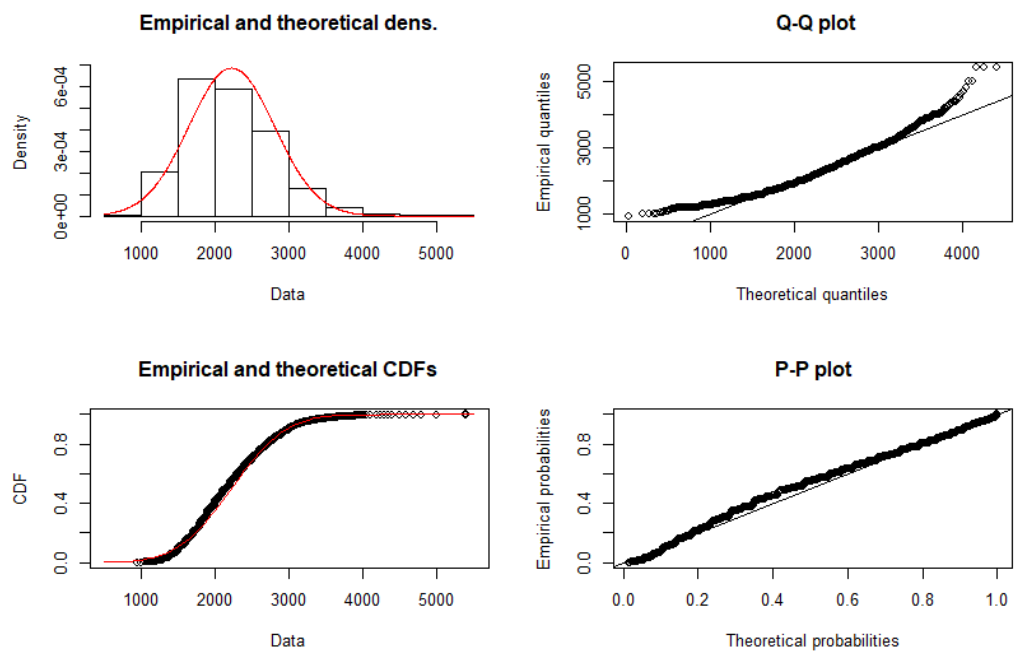 Empirical and theoretical dens.
Density
0e+00 3e-04 6e-04
1000 2000 3000 4000 5000
Data
Q-Q plot
Empirical quantiles
1000 3000 5000
0 1000 2000 3000 4000
Theoretical quantiles
Empirical and theoretical CDFs
CDF
0.0 0.4 0.8
1000 2000 3000 4000 5000
Data
P-P plot
Empirical probabilities
0.0 0.4 0.8
0.0 0.2 0.4 0.6 0.8 1.0
Theoretical probabilities